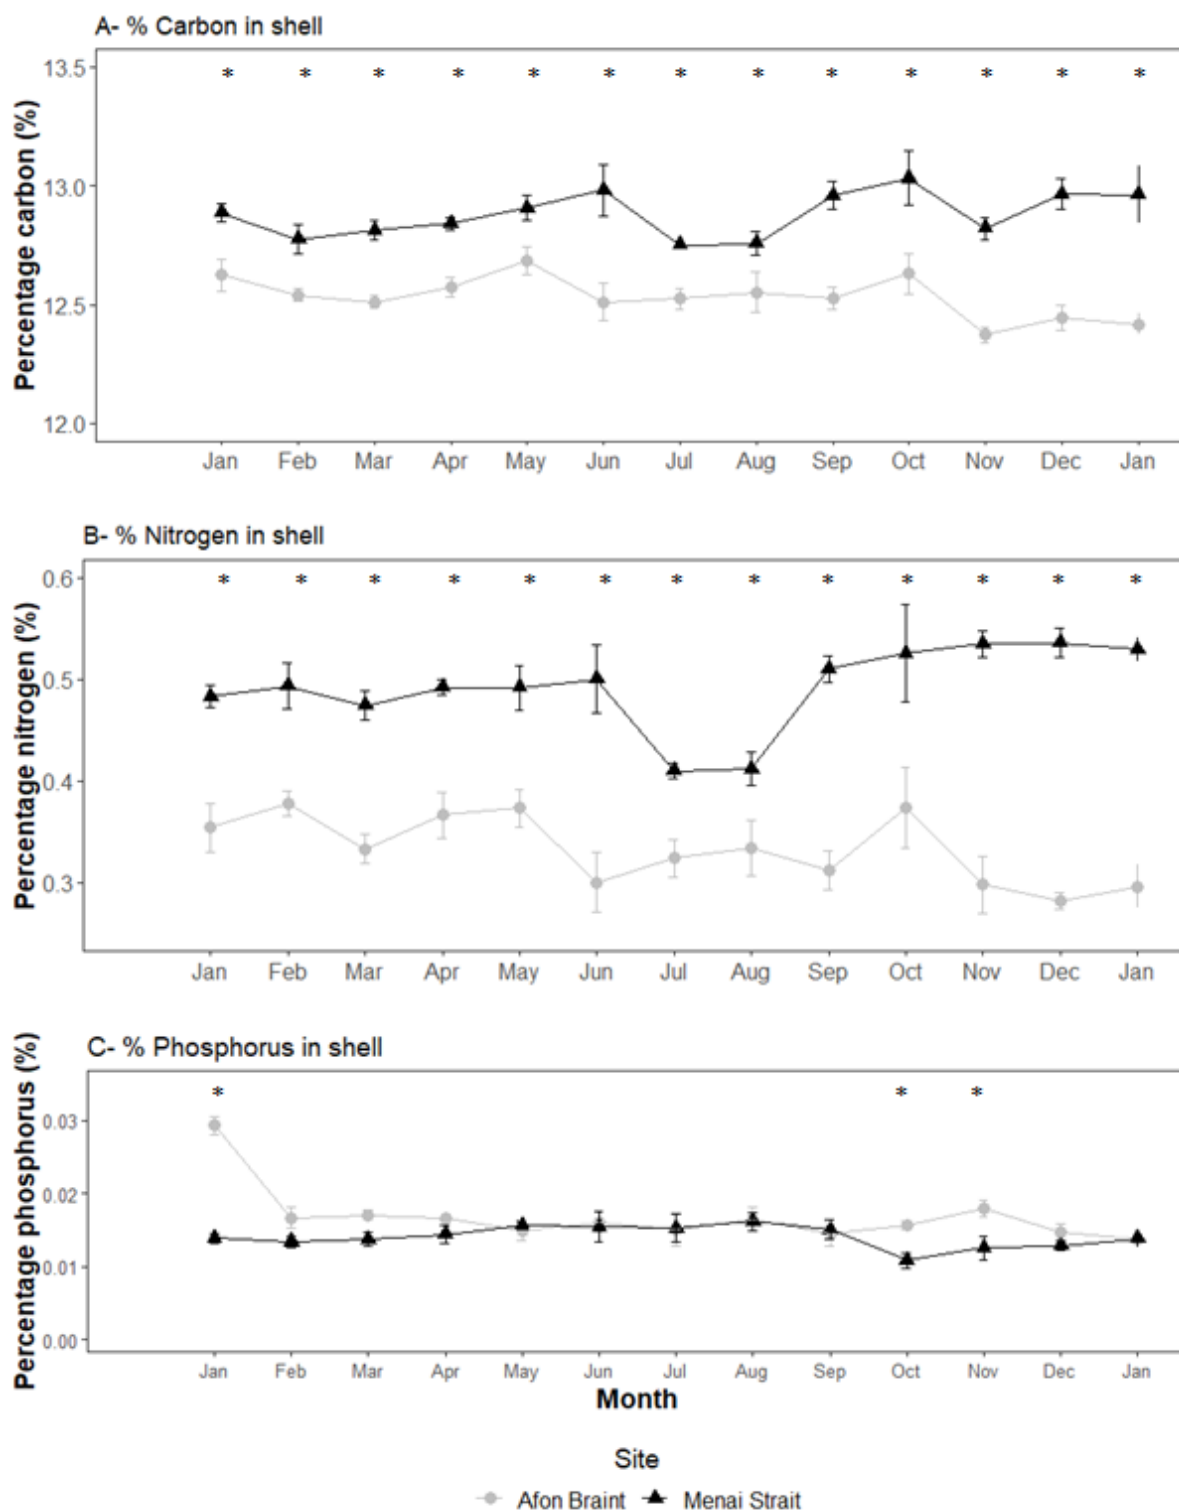 A- % Carbon in shell
Percentage carbon (%)
13.5
13.0
12.5
12.0
* * * * * * * * * * * * *
Jan Feb Mar Apr May Jun Jul Aug Sep Oct Nov Dec Jan
B- % Nitrogen in shell
Percentage nitrogen (%)
0.6
0.5
0.4
0.3
* * * * * * * * * * * * *
Jan Feb Mar Apr May Jun Jul Aug Sep Oct Nov Dec Jan
C- % Phosphorus in shell
Percentage phosphorus (%)
0.03
0.02
0.01
0.00
* * *
Jan Feb Mar Apr May Jun Jul Aug Sep Oct Nov Dec Jan
Month
Site
Afon Braint Menai Strait